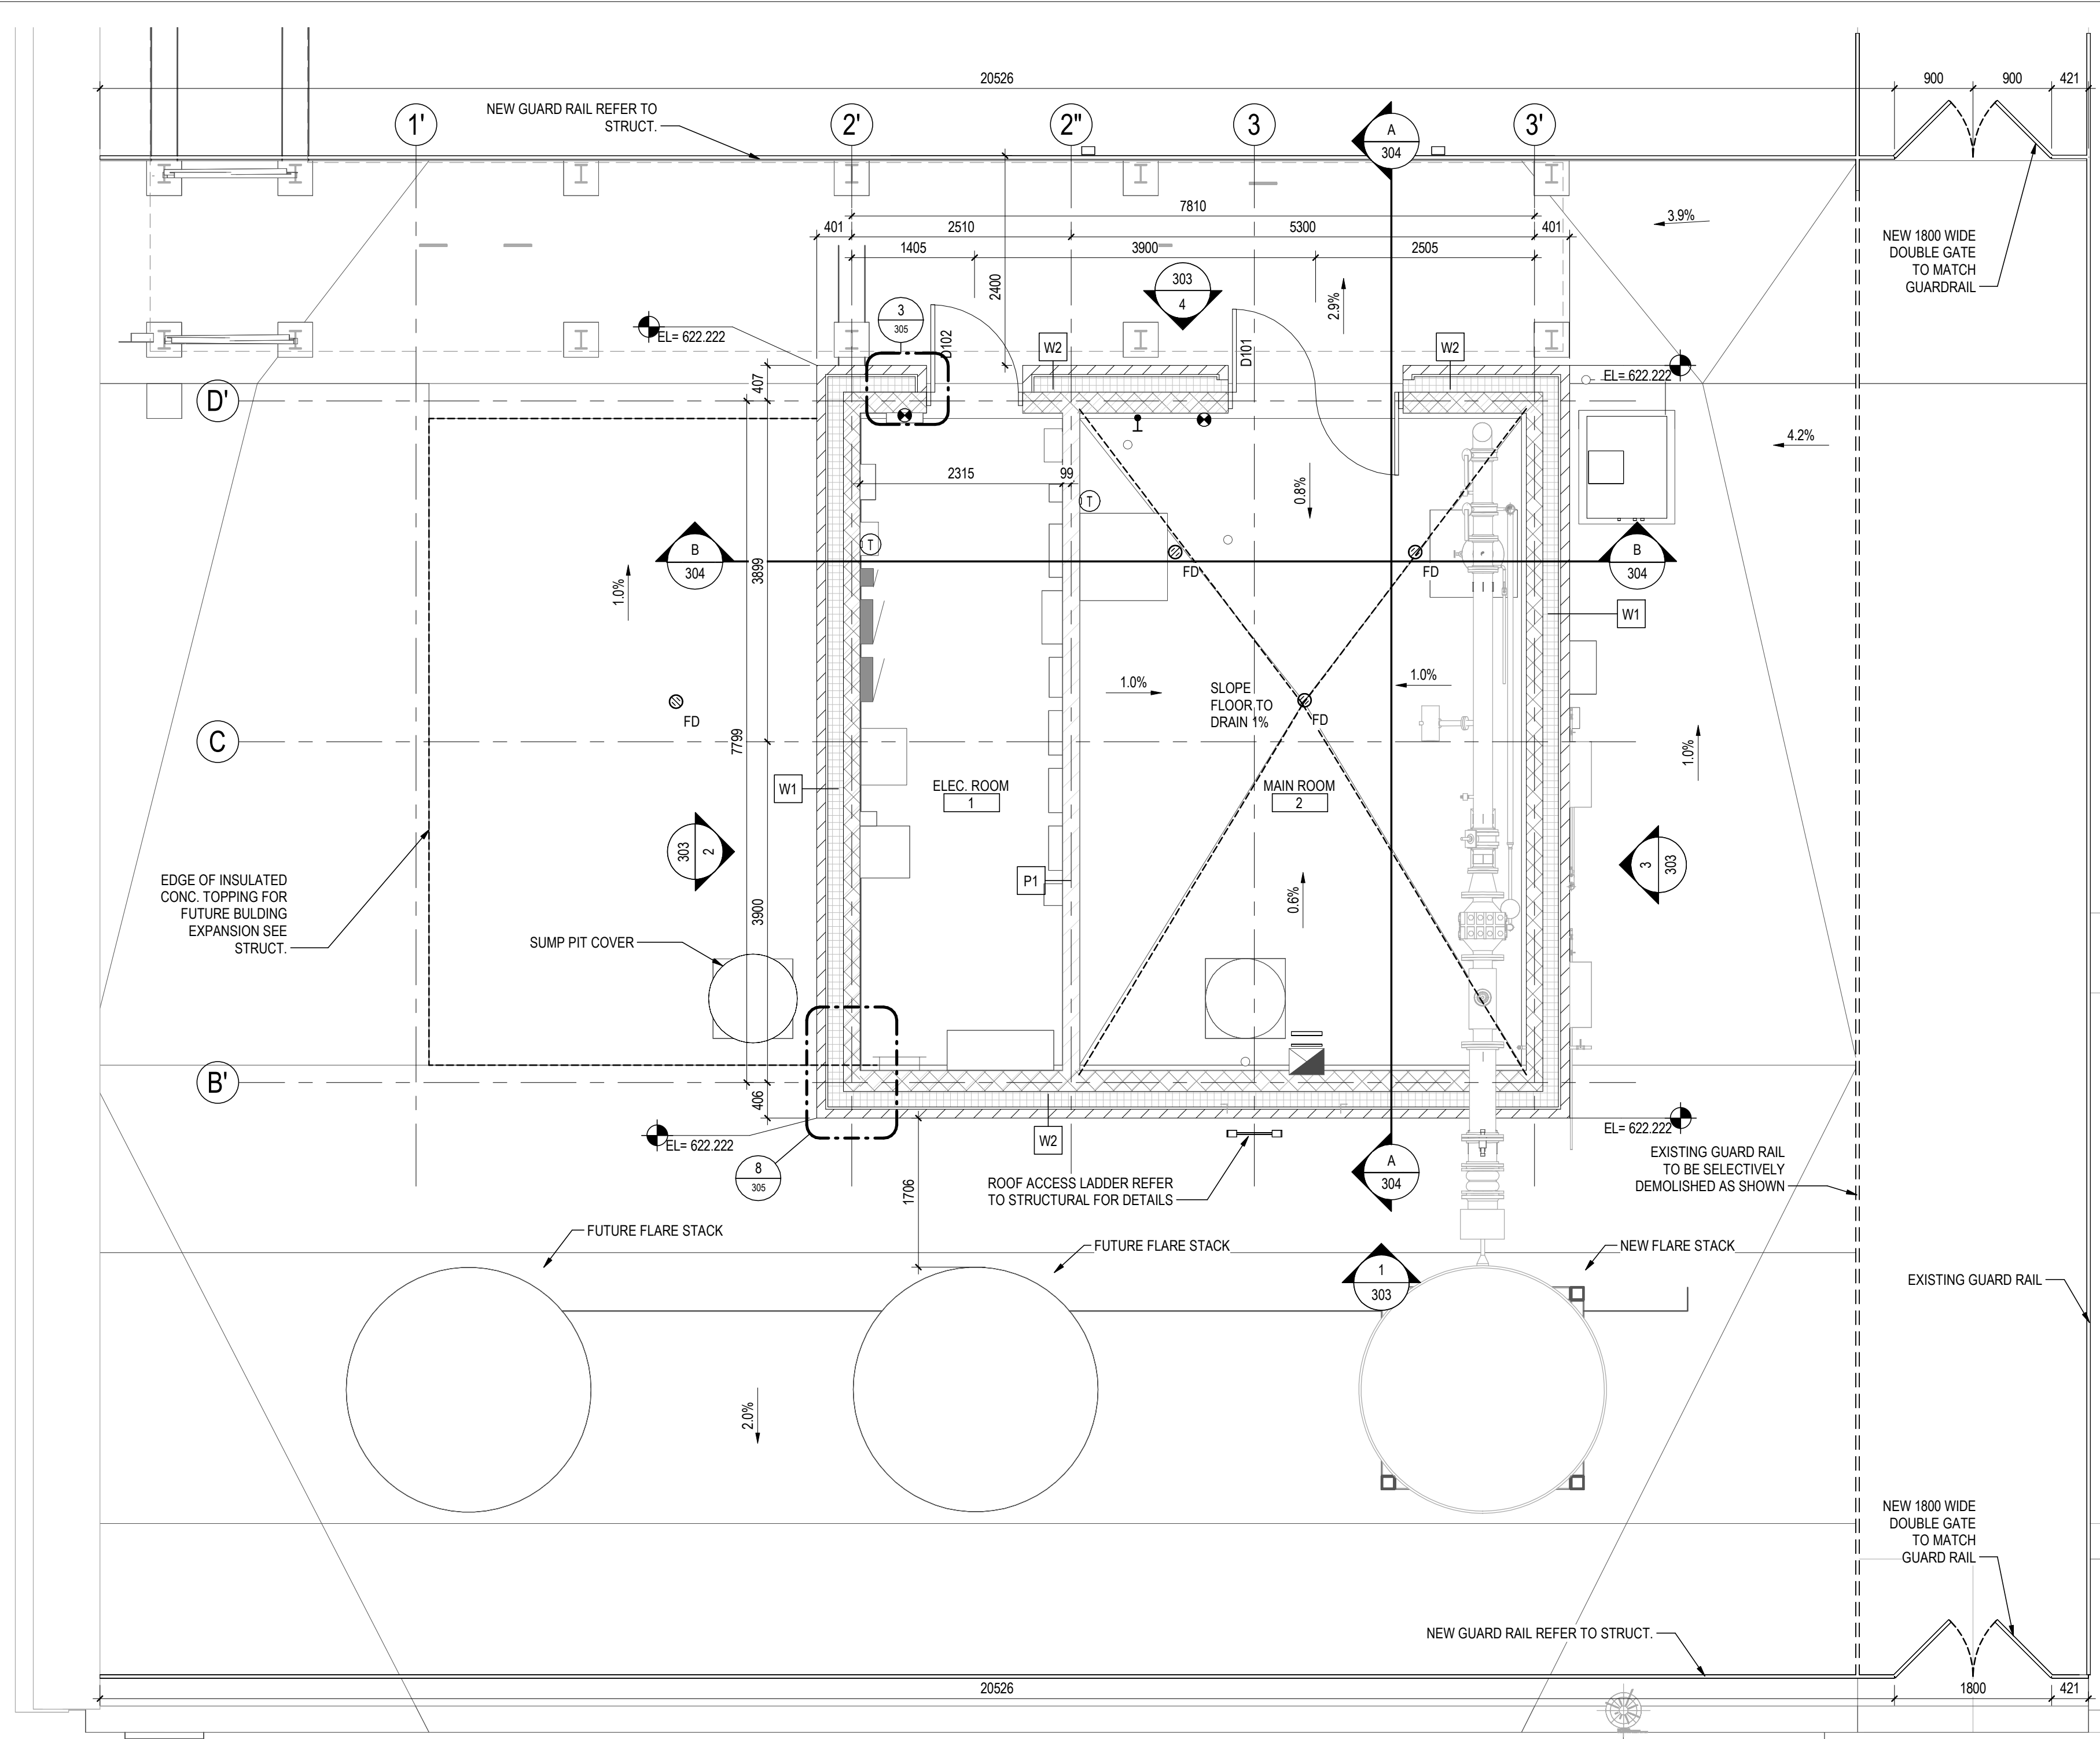 20526
900
900
421
NEW GUARD RAIL REFER TO
STRUCT.
1'
2'
2"
3
3'
A
304
7810
401
2510
5300
401
1405
3900
2505
2400
3.9%
2.9%
NEW 1800 WIDE
DOUBLE GATE
TO MATCH
GUARDRAIL
303
4
3
305
EL= 622.222
D102
W2
D101
W2
EL= 622.222
407
D'
4.2%
2315
99
0.8%
T
T
B
304
B
304
3899
1.0%
FD
FD
W1
1.0%
1.0%
SLOPE
FLOOR TO
DRAIN 1%
FD
FD
C
7799
1.0%
W1
ELEC. ROOM
1
MAIN ROOM
2
303
2
3
303
P1
0.6%
EDGE OF INSULATED
CONC. TOPPING FOR
FUTURE BULDING
EXPANSION SEE
STRUCT.
3900
SUMP PIT COVER
B'
406
EL= 622.222
W2
EL= 622.222
8
305
A
304
EXISTING GUARD RAIL
TO BE SELECTIVELY
DEMOLISHED AS SHOWN
ROOF ACCESS LADDER REFER
TO STRUCTURAL FOR DETAILS
1706
FUTURE FLARE STACK
FUTURE FLARE STACK
NEW FLARE STACK
1
303
EXISTING GUARD RAIL
2.0%
NEW 1800 WIDE
DOUBLE GATE
TO MATCH
GUARD RAIL
NEW GUARD RAIL REFER TO STRUCT.
20526
1800
421